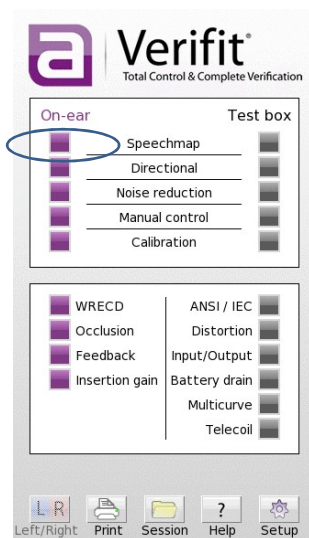 a Verifit®
Total Control & Complete Verification
On-ear Test box
Speechmap
Directional
Noise reduction
Manual control
Calibration
WRECD ANSI / IEC
Occlusion Distortion
Feedback Input/Output
Insertion gain Battery drain
Multicurve
Telecoil
L R ?
Left/Right Print Session Help Setup